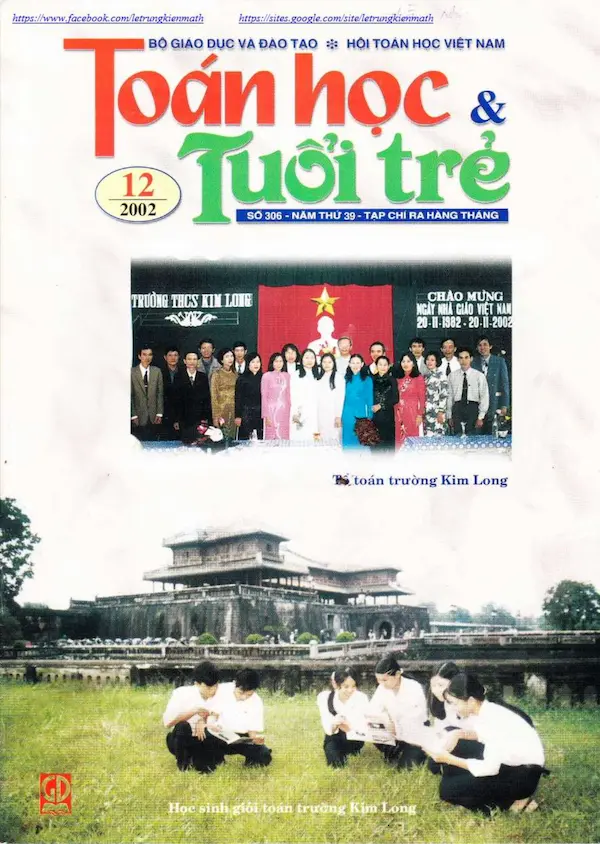 https://www.facebook.com/letrungkienmath https://sites.google.com/site/letrungkienmath
BỘ GIÁO DỤC VÀ ĐÀO TẠO * HỘI TOÁN HỌC VIỆT NAM
Toán học &
Tuổi trẻ
12
2002
SỐ 306 - NĂM THỨ 39 - TẠP CHÍ RA HÀNG THÁNG
TRƯỜNG THCS KIM LONG
CHÀO MỪNG
NGÀY NHÀ GIÁO VIỆT NAM
20-11-1982 - 20-11-2002
Tổ toán trường Kim Long
Học sinh giỏi toán trường Kim Long